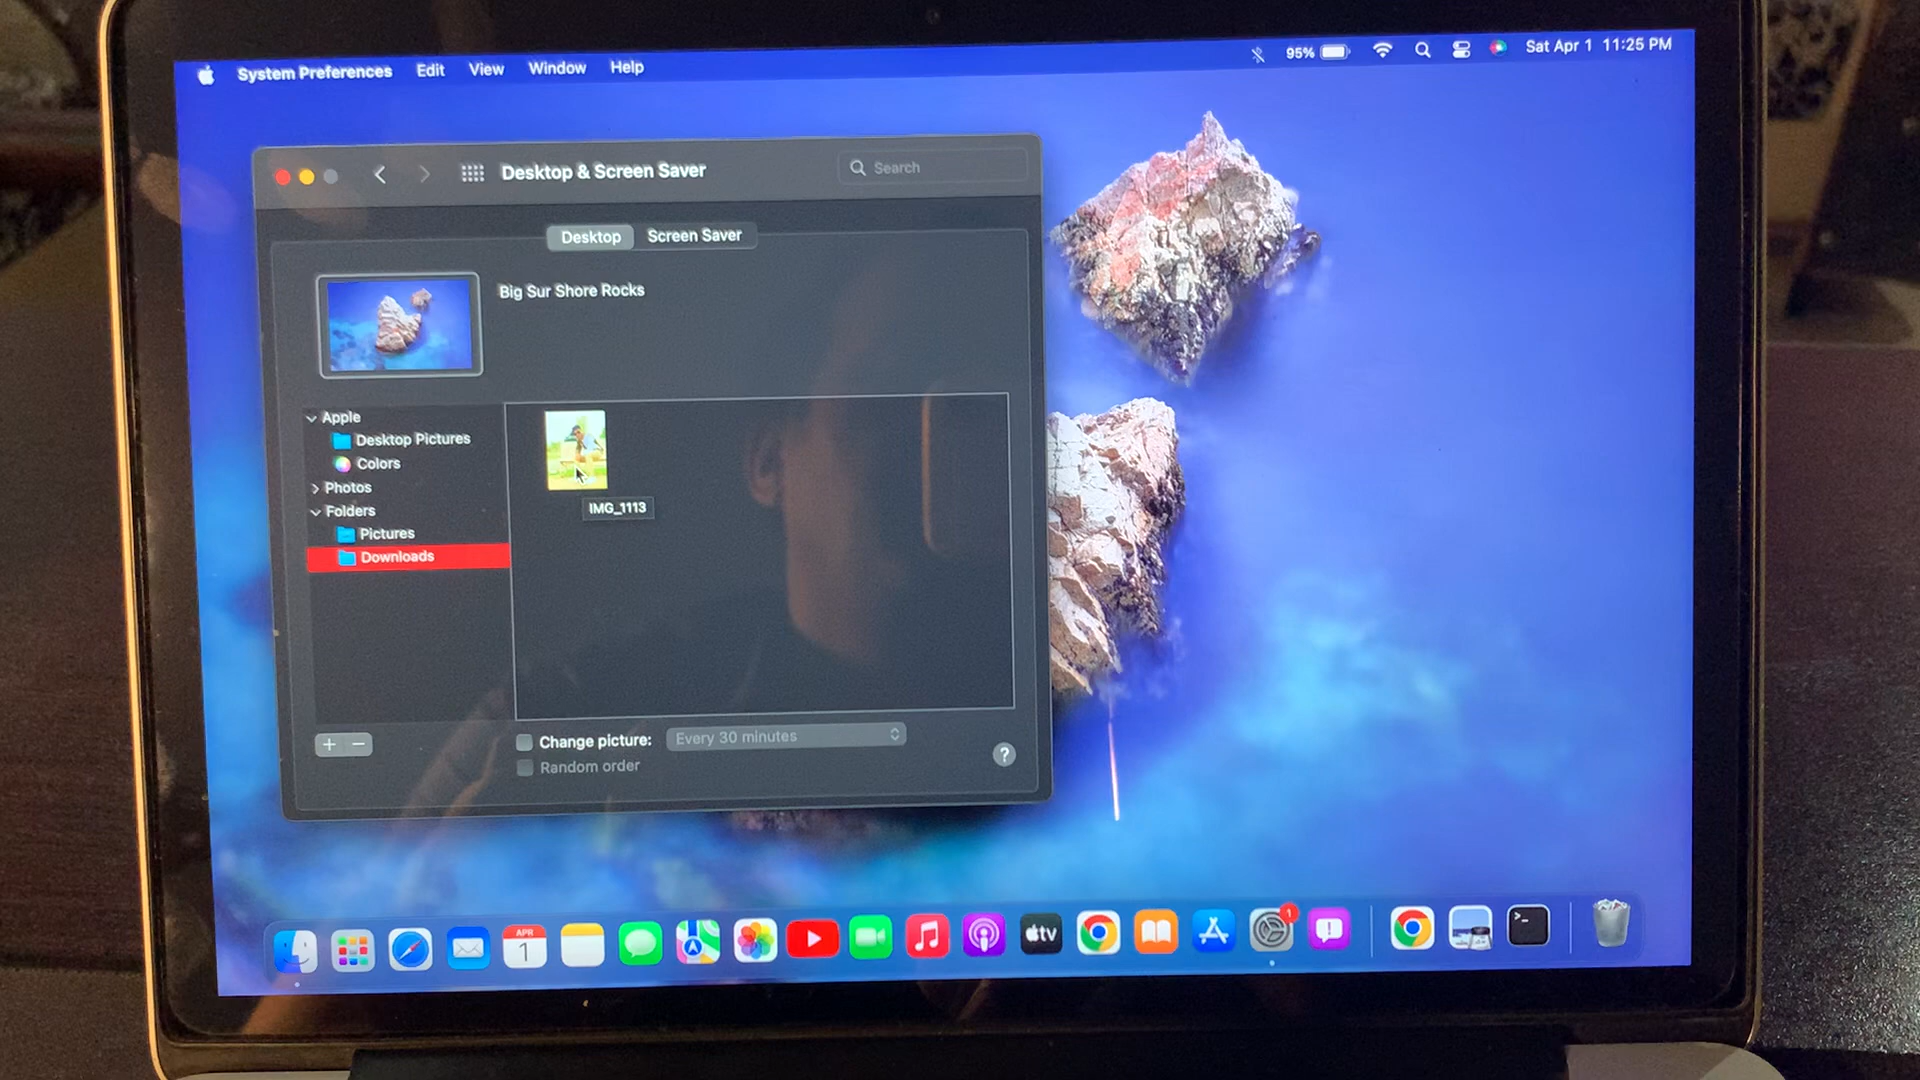 System Preferences Edit View Window Help 95% Sat Apr 1 11:25 PM
Desktop & Screen Saver Search
Desktop Screen Saver
Big Sur Shore Rocks
Apple
Desktop Pictures
Colors
Photos
Folders
Pictures
Downloads
IMG_1113
+ − Change picture: Every 30 minutes
Random order
?
APR
1
tv
1